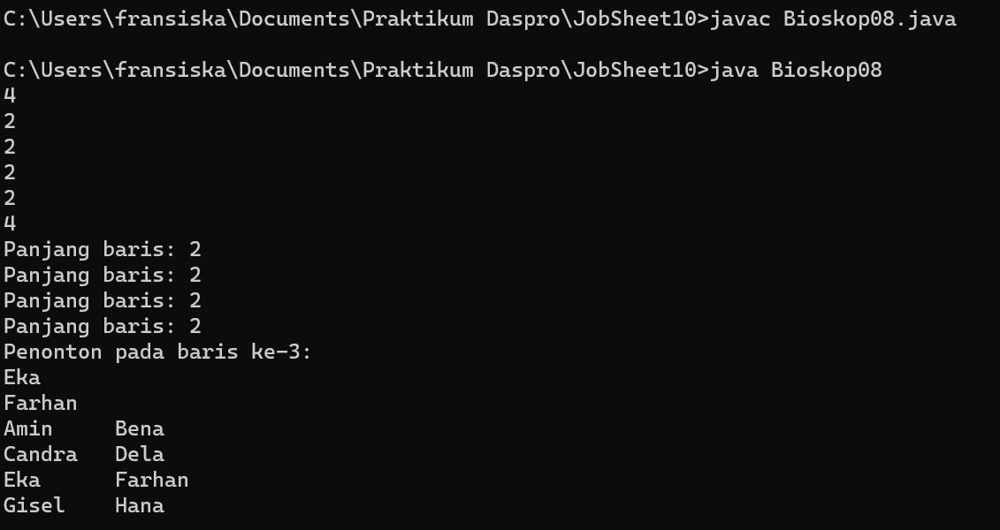 C:\Users\fransiska\Documents\Praktikum Daspro\JobSheet10>javac Bioskop08.java
C:\Users\fransiska\Documents\Praktikum Daspro\JobSheet10>java Bioskop08
4
2
2
2
2
4
Panjang baris: 2
Panjang baris: 2
Panjang baris: 2
Panjang baris: 2
Penonton pada baris ke-3:
Eka
Farhan
Amin     Bena
Candra   Dela
Eka      Farhan
Gisel    Hana